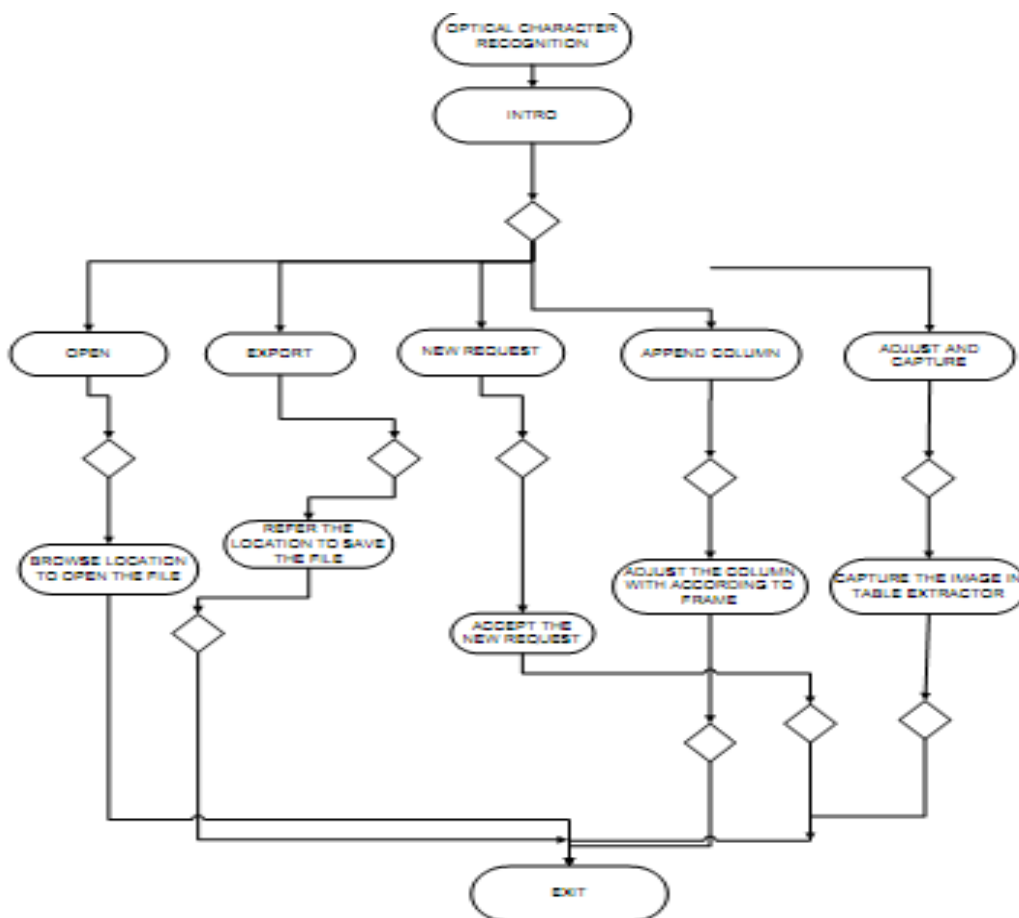 OPTICAL CHARACTER
RECOGNITION
INTRO
OPEN
EXPORT
NEW REQUEST
APPEND COLUMN
ADJUST AND
CAPTURE
BROWSE LOCATION
TO OPEN THE FILE
REFER THE
LOCATION TO SAVE
THE FILE
ACCEPT THE
NEW REQUEST
ADJUST THE COLUMN
WITH ACCORDING TO
FRAME
CAPTURE THE IMAGE IN
TABLE EXTRACTOR
EXIT